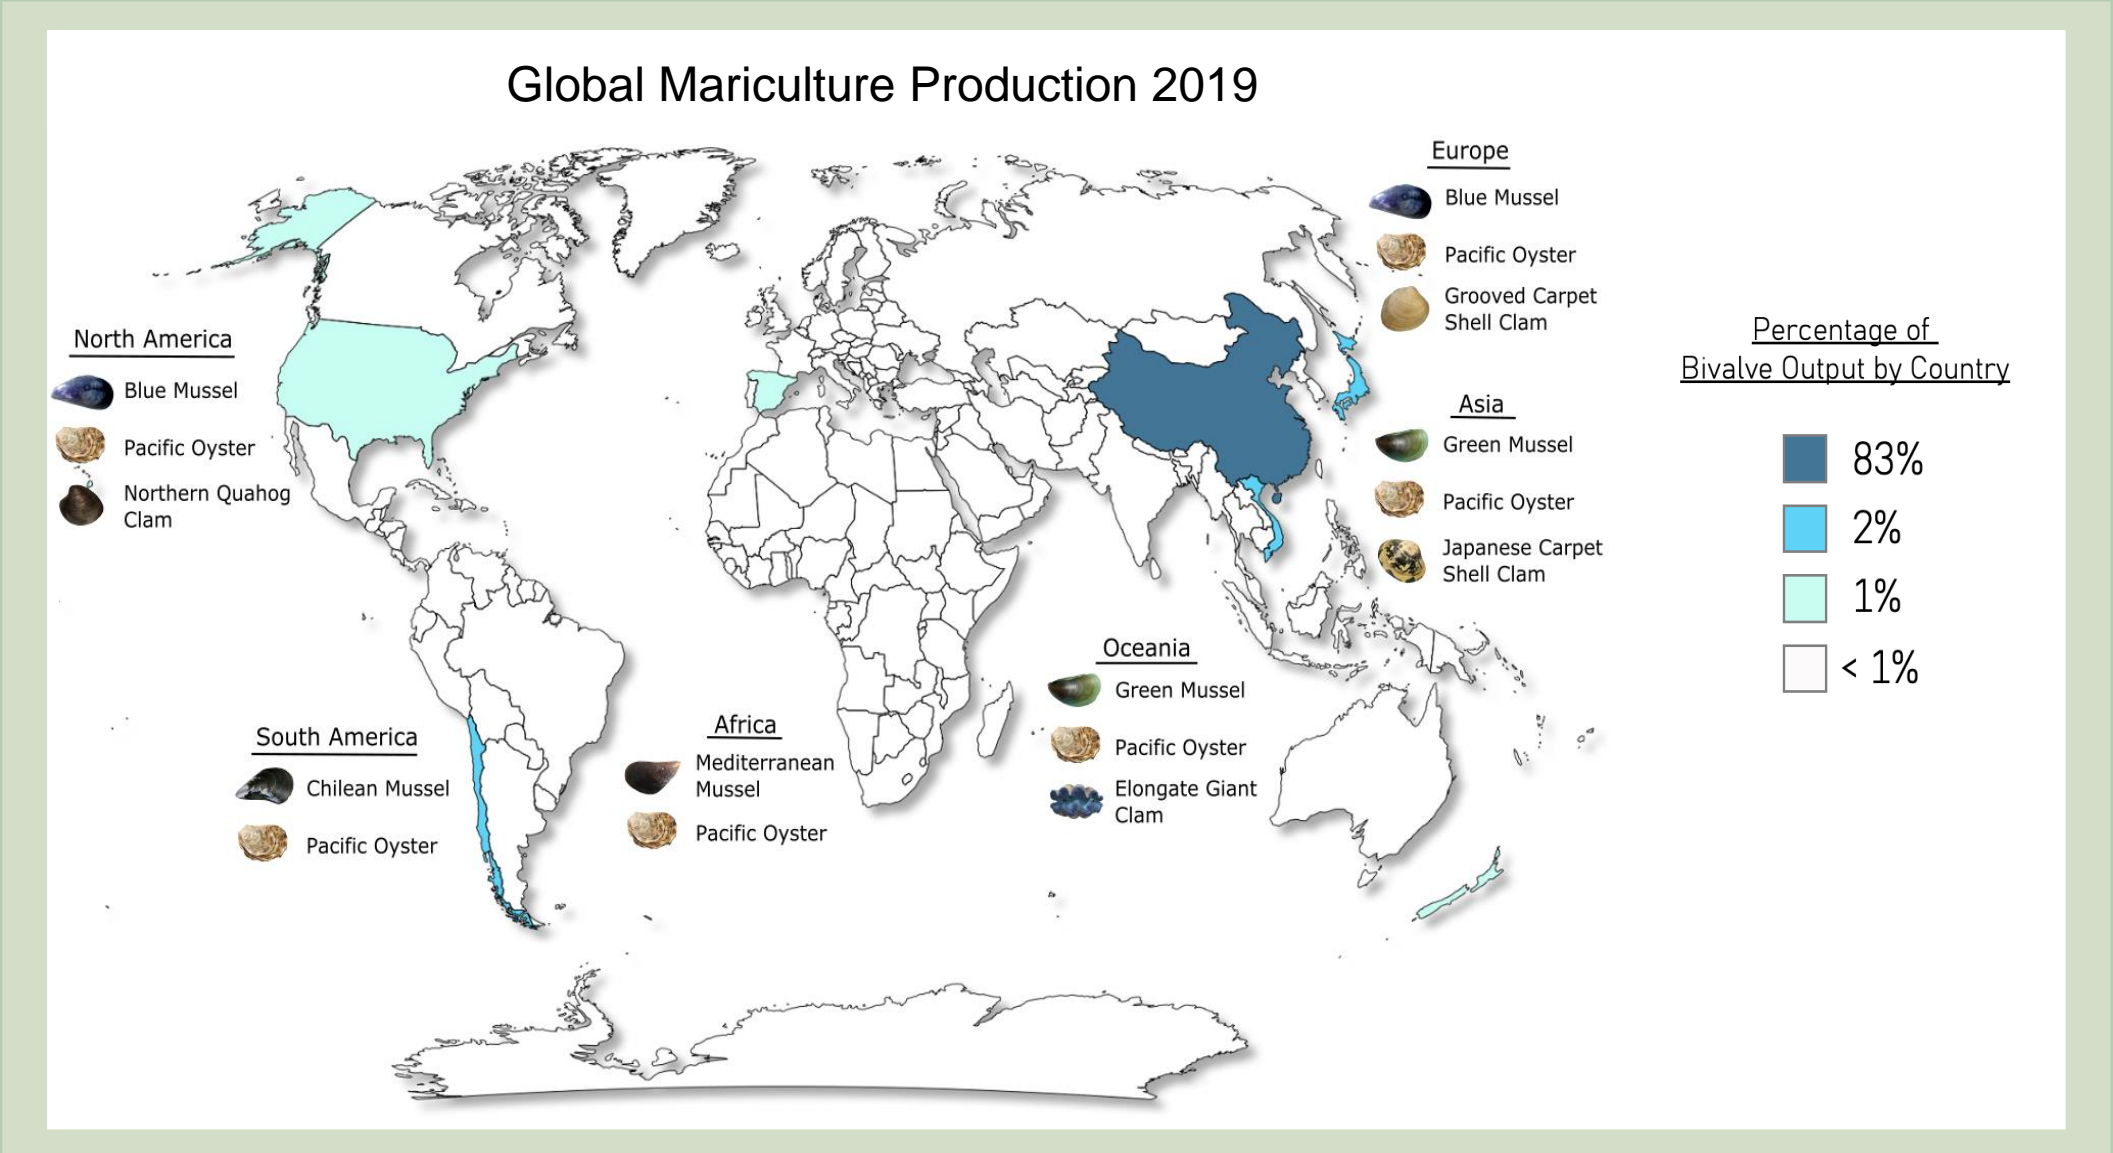 Global Mariculture Production 2019
Europe
Blue Mussel
Pacific Oyster
Grooved Carpet
Shell Clam
North America
Blue Mussel
Pacific Oyster
Northern Quahog
Clam
Asia
Green Mussel
Pacific Oyster
Japanese Carpet
Shell Clam
Oceania
Green Mussel
Pacific Oyster
Elongate Giant
Clam
South America
Chilean Mussel
Pacific Oyster
Africa
Mediterranean
Mussel
Pacific Oyster
Percentage of
Bivalve Output by Country
83%
2%
1%
< 1%